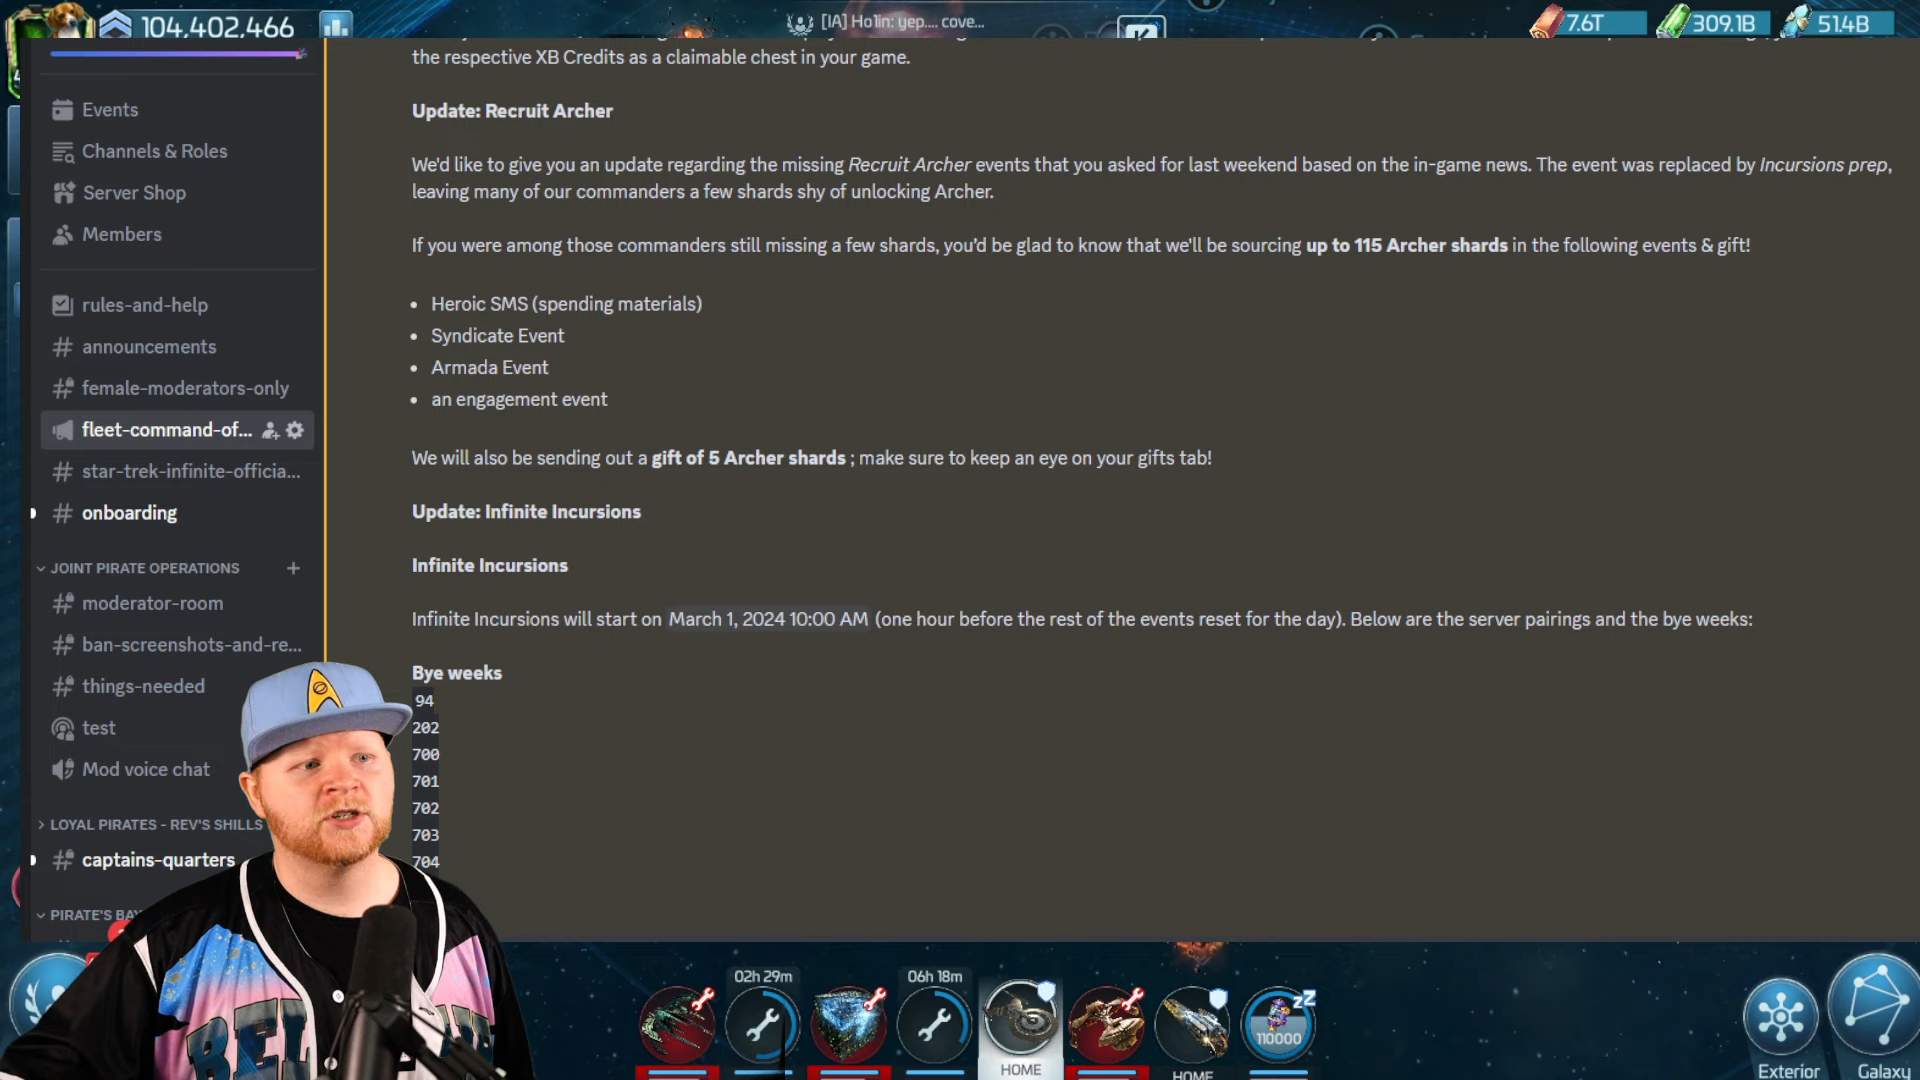 104,402,466
[IA] Ho1in: yep.... cove...
7.6T
309.1B
51.4B
Events
Channels & Roles
Server Shop
Members
rules-and-help
announcements
female-moderators-only
fleet-command-of...
star-trek-infinite-officia...
onboarding
JOINT PIRATE OPERATIONS
moderator-room
ban-screenshots-and-re...
things-needed
test
Mod voice chat
LOYAL PIRATES - REV'S SHILLS
captains-quarters
PIRATE'S BAY
the respective XB Credits as a claimable chest in your game.
Update: Recruit Archer
We'd like to give you an update regarding the missing Recruit Archer events that you asked for last weekend based on the in-game news. The event was replaced by Incursions prep,
leaving many of our commanders a few shards shy of unlocking Archer.
If you were among those commanders still missing a few shards, you'd be glad to know that we'll be sourcing up to 115 Archer shards in the following events & gift!
• Heroic SMS (spending materials)
• Syndicate Event
• Armada Event
• an engagement event
We will also be sending out a gift of 5 Archer shards ; make sure to keep an eye on your gifts tab!
Update: Infinite Incursions
Infinite Incursions
Infinite Incursions will start on March 1, 2024 10:00 AM (one hour before the rest of the events reset for the day). Below are the server pairings and the bye weeks:
Bye weeks
94
202
700
701
702
703
704
02h 29m
06h 18m
110000
HOME
HOME
Exterior
Galaxy